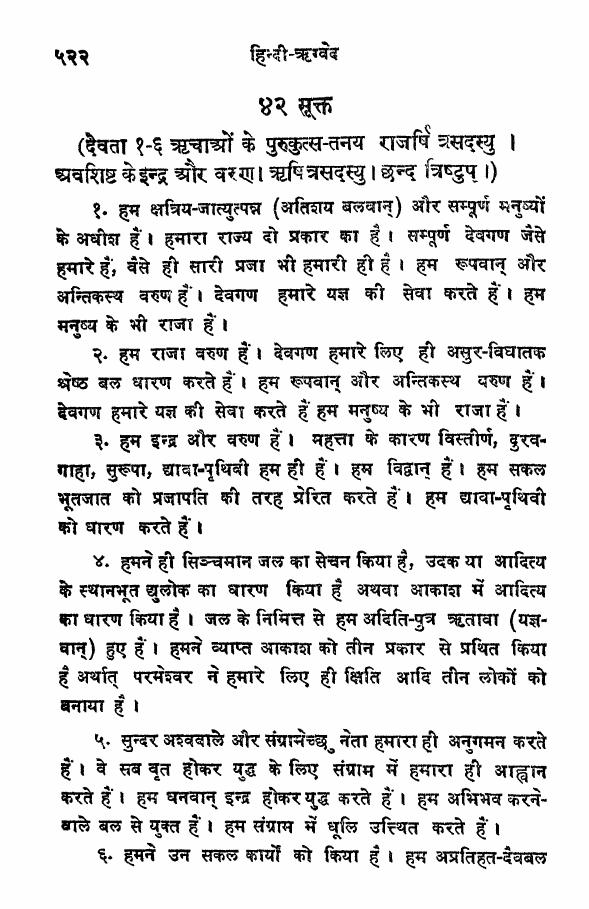 ५२२ हिन्दी-ऋग्वेद
४२ सूक्त
(देवता १-६ ऋचाओं के पुरुकुत्स-तनय राजर्षि त्रसदस्यु ।
अवशिष्ट के इन्द्र और वरुण। ऋषि त्रसदस्यु। छन्द त्रिष्टुप्।)
१. हम क्षत्रिय-जात्युत्पन्न (अतिशय बलवान्) और सम्पूर्ण मनुष्यों
के अधीश हैं। हमारा राज्य दो प्रकार का है। सम्पूर्ण देवगण जैसे
हमारे हैं, वैसे ही सारी प्रजा भी हमारी ही है। हम रूपवान् और
अन्तिकस्थ वरुण हैं। देवगण हमारे यज्ञ की सेवा करते हैं। हम
मनुष्य के भी राजा हैं।
२. हम राजा वरुण हैं। देवगण हमारे लिए ही असुर-विघातक
श्रेष्ठ बल धारण करते हैं। हम रूपवान् और अन्तिकस्थ वरुण हैं।
देवगण हमारे यज्ञ की सेवा करते हैं हम मनुष्य के भी राजा हैं।
३. हम इन्द्र और वरुण हैं। महत्ता के कारण विस्तीर्ण, दुरव-
गाहा, सुरूपा, द्यावा-पृथिवी हम ही हैं। हम विद्वान् हैं। हम सकल
भूतजात को प्रजापति की तरह प्रेरित करते हैं। हम द्यावा-पृथिवी
को धारण करते हैं।
४. हमने ही सिञ्चमान जल का सेचन किया है, उदक या आदित्य
के स्थानभूत द्युलोक का धारण किया है अथवा आकाश में आदित्य
का धारण किया है। जल के निमित्त से हम अदिति-पुत्र ऋतावा (यज्ञ-
वान्) हुए हैं। हमने व्याप्त आकाश को तीन प्रकार से प्रथित किया
है अर्थात् परमेश्वर ने हमारे लिए ही क्षिति आदि तीन लोकों को
बनाया है।
५. सुन्दर अश्ववाले और संग्रामेच्छु नेता हमारा ही अनुगमन करते
हैं। वे सब वृत होकर युद्ध के लिए संग्राम में हमारा ही आह्वान
करते हैं। हम धनवान् इन्द्र होकर युद्ध करते हैं। हम अभिभव करने-
वाले बल से युक्त हैं। हम संग्राम में धूलि उत्थित करते हैं।
६. हमने उन सकल कार्यों को किया है। हम अप्रतिहत-दैवबल